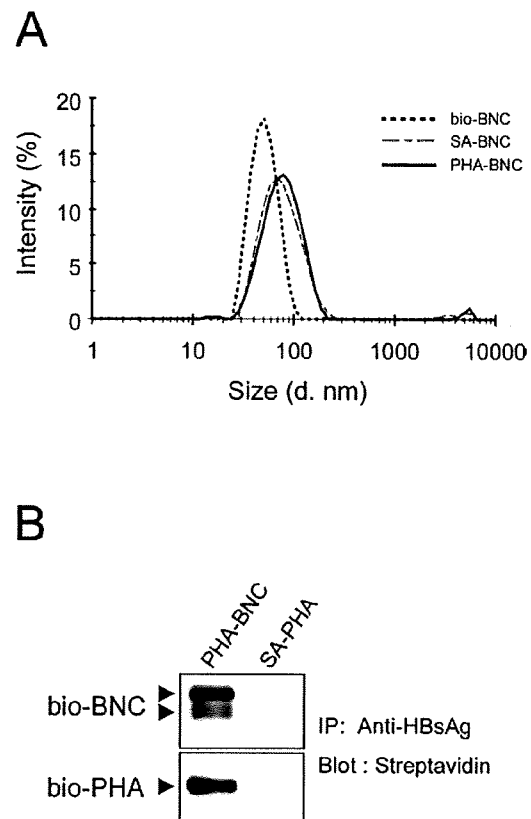 A
20
15
10
5
0
Intensity (%)
bio-BNC
SA-BNC
PHA-BNC
1 10 100 1000 10000
Size (d. nm)
B
PHA-BNC
SA-PHA
bio-BNC
IP: Anti-HBsAg
Blot : Streptavidin
bio-PHA